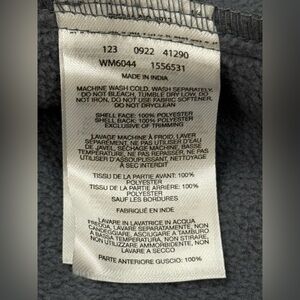 123 0922 41290
WM6044 1556531
MADE IN INDIA
MACHINE WASH COLD, WASH SEPARATELY,
DO NOT BLEACH, TUMBLE DRY LOW, DO
NOT IRON, DO NOT USE FABRIC SOFTENER,
DO NOT DRYCLEAN
SHELL FACE: 100% POLYESTER
SHELL BACK: 100% POLYESTER
EXCLUSIVE OF TRIMMING
LAVAGE MACHINE À FROID, LAVER
SÉPARÉMENT, NE PAS UTILISER D'EAU
DE JAVEL, SÉCHAGE MACHINE, BASSE
TEMPÉRATURE, NE PAS REPASSER, NE PAS
UTILISER D'ASSOUPLISSANT, NETTOYAGE
À SEC INTERDIT
TISSU DE LA PARTIE AVANT: 100%
POLYESTER
TISSU DE LA PARTIE ARRIÈRE: 100%
POLYESTER
SAUF LES BORDURES
FABRIQUÉ EN INDE
LAVARE IN LAVATRICE IN ACQUA
FREDDA, LAVARE SEPARATAMENTE, NON
CANDEGGIARE, ASCIUGARE A BASSA
TEMPERATURA, NON STIRARE, NON
UTILIZZARE AMMORBIDENTE, NON
LAVARE A SECCO
PARTE ANTERIORE GUSCIO: 100%